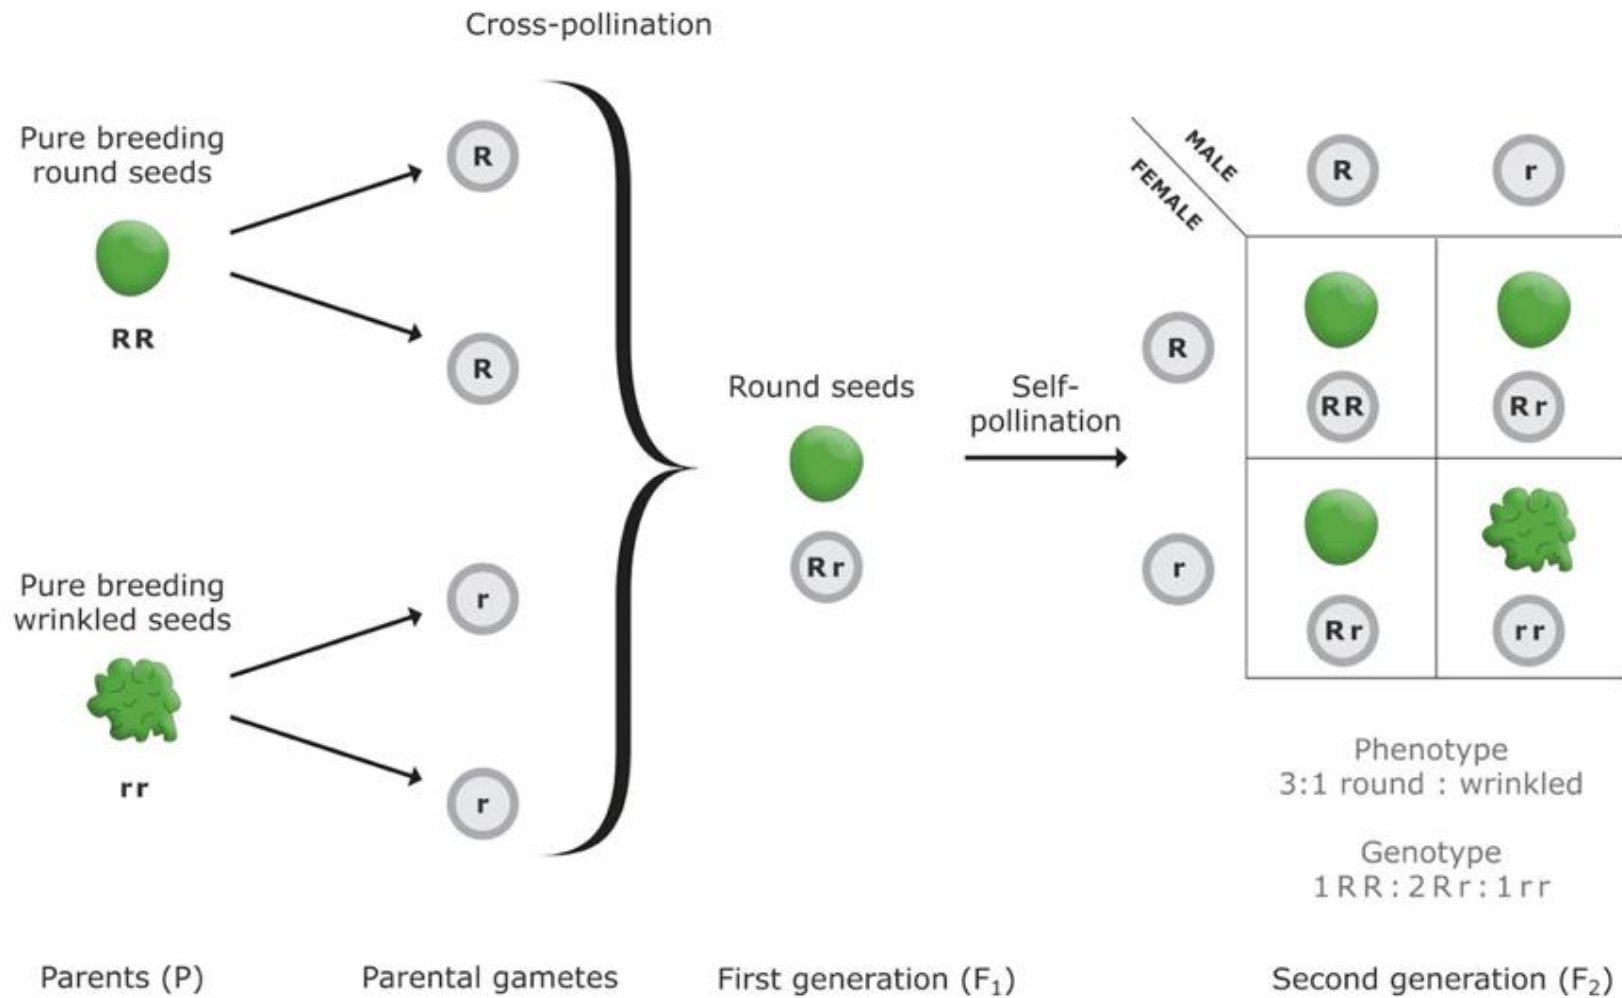 Cross-pollination
Pure breeding
round seeds
RR
R
R
Pure breeding
wrinkled seeds
rr
r
r
Round seeds
Rr
Self-
pollination
MALE
FEMALE
R
r
R
RR
Rr
r
Rr
rr
Phenotype
3:1 round : wrinkled
Genotype
1RR:2Rr:1rr
Parents (P)
Parental gametes
First generation (F₁)
Second generation (F₂)